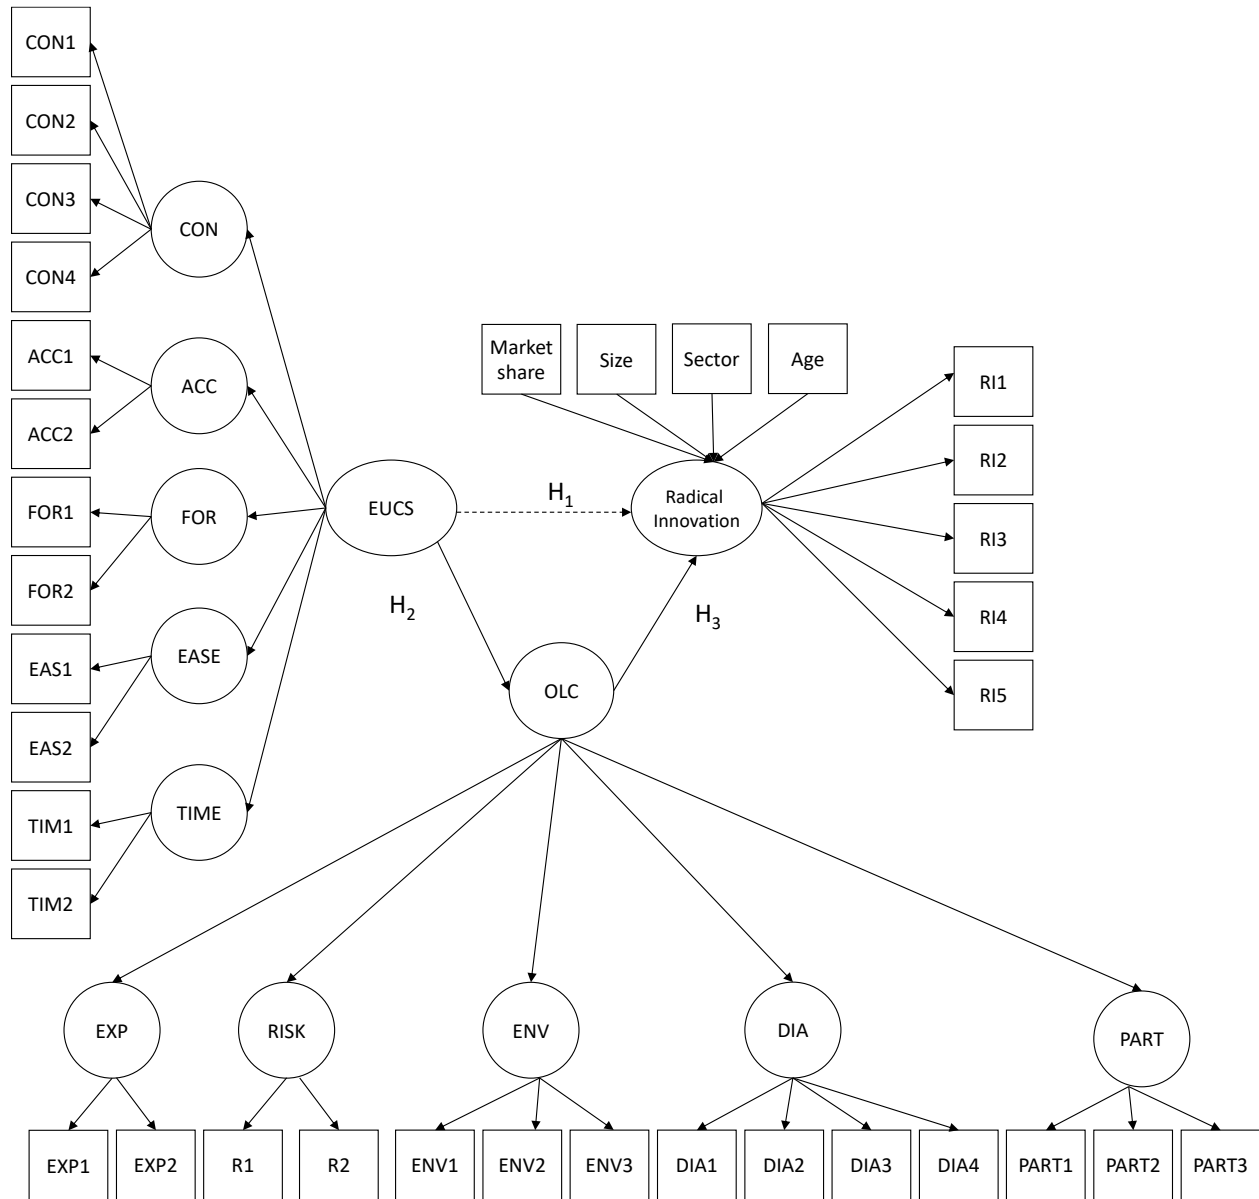 CON1
CON2
CON3
CON4
ACC1
ACC2
FOR1
FOR2
EAS1
EAS2
TIM1
TIM2
CON
ACC
FOR
EASE
TIME
EUCS
H₁
H₂
H₃
Market
share
Size
Sector
Age
Radical
Innovation
RI1
RI2
RI3
RI4
RI5
OLC
EXP
RISK
ENV
DIA
PART
EXP1
EXP2
R1
R2
ENV1
ENV2
ENV3
DIA1
DIA2
DIA3
DIA4
PART1
PART2
PART3